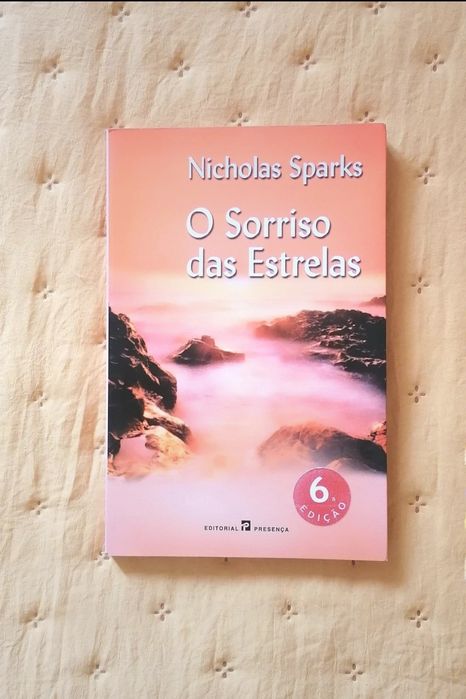 Nicholas Sparks
O Sorriso
das Estrelas
6.ª
EDIÇÃO
EDITORIAL P PRESENÇA